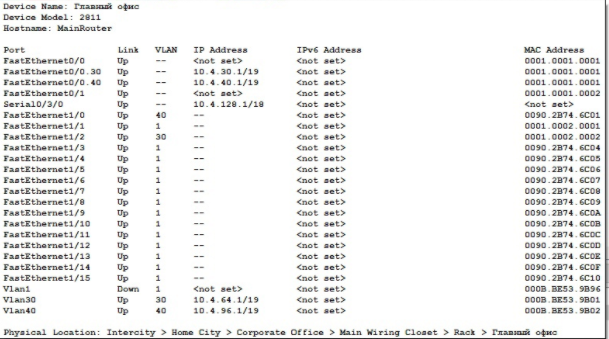 Device Name: Главный офис
Device Model: 2811
Hostname: MainRouter
Port Link VLAN IP Address IPv6 Address MAC Address
FastEthernet0/0 Up -- <not set> <not set> 0001.0001.0001
FastEthernet0/0.30 Up -- 10.4.30.1/19 <not set> 0001.0001.0001
FastEthernet0/0.40 Up -- 10.4.40.1/19 <not set> 0001.0001.0001
FastEthernet0/1 Up -- <not set> <not set> 0001.0001.0002
Serial0/3/0 Up -- 10.4.128.1/18 <not set> <not set>
FastEthernet1/0 Up 40 -- <not set> 0090.2B74.6C01
FastEthernet1/1 Up 1 -- <not set> 0001.0002.0001
FastEthernet1/2 Up 30 -- <not set> 0001.0002.0002
FastEthernet1/3 Up 1 -- <not set> 0090.2B74.6C04
FastEthernet1/4 Up 1 -- <not set> 0090.2B74.6C05
FastEthernet1/5 Up 1 -- <not set> 0090.2B74.6C06
FastEthernet1/6 Up 1 -- <not set> 0090.2B74.6C07
FastEthernet1/7 Up 1 -- <not set> 0090.2B74.6C08
FastEthernet1/8 Up 1 -- <not set> 0090.2B74.6C09
FastEthernet1/9 Up 1 -- <not set> 0090.2B74.6C0A
FastEthernet1/10 Up 1 -- <not set> 0090.2B74.6C0B
FastEthernet1/11 Up 1 -- <not set> 0090.2B74.6C0C
FastEthernet1/12 Up 1 -- <not set> 0090.2B74.6C0D
FastEthernet1/13 Up 1 -- <not set> 0090.2B74.6C0E
FastEthernet1/14 Up 1 -- <not set> 0090.2B74.6C0F
FastEthernet1/15 Up 1 -- <not set> 0090.2B74.6C10
Vlan1 Down 1 <not set> <not set> 000B.BE53.9B96
Vlan30 Up 30 10.4.64.1/19 <not set> 000B.BE53.9B01
Vlan40 Up 40 10.4.96.1/19 <not set> 000B.BE53.9B02
Physical Location: Intercity > Home City > Corporate Office > Main Wiring Closet > Rack > Главный офис